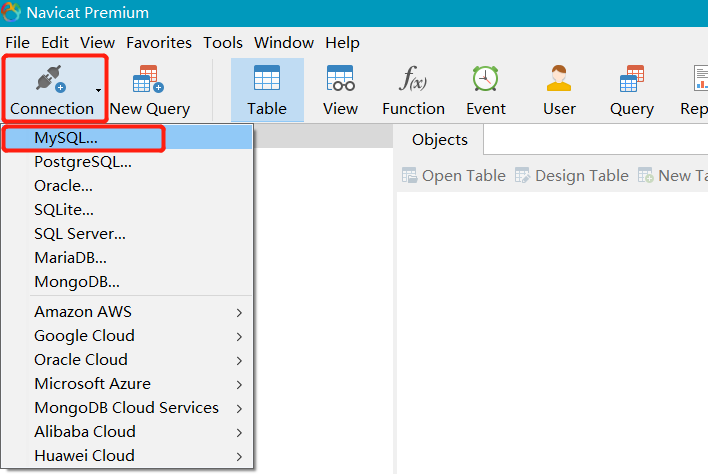 Navicat Premium
File Edit View Favorites Tools Window Help
Connection New Query Table View Function Event User Query Rep
MySQL...
Objects
PostgreSQL...
Open Table Design Table New Ta
Oracle...
SQLite...
SQL Server...
MariaDB...
MongoDB...
Amazon AWS
Google Cloud
Oracle Cloud
Microsoft Azure
MongoDB Cloud Services
Alibaba Cloud
Huawei Cloud